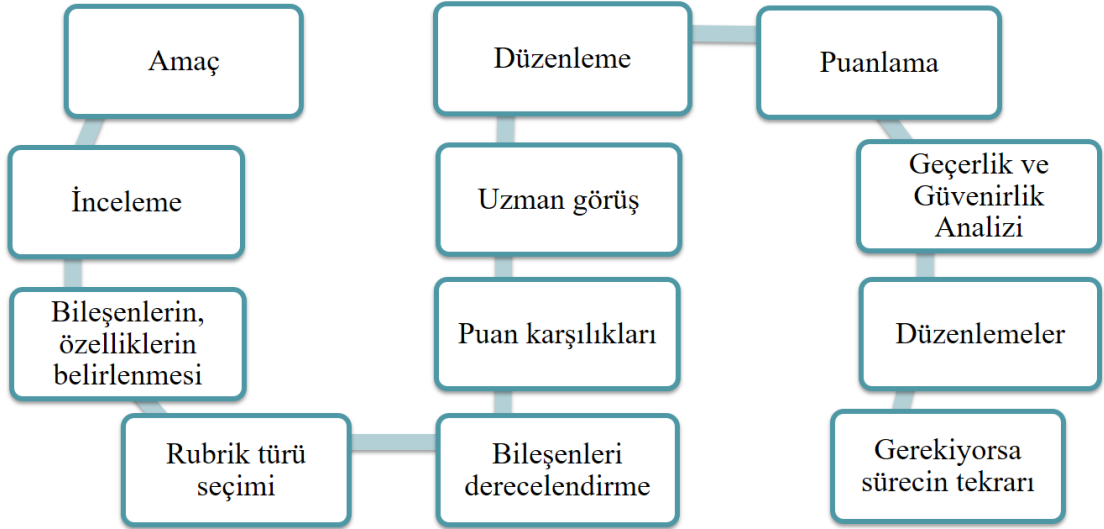 Amaç
İnceleme
Bileşenlerin,
özelliklerin
belirlenmesi
Rubrik türü
seçimi
Bileşenleri
derecelendirme
Puan karşılıkları
Uzman görüş
Düzenleme
Puanlama
Geçerlik ve
Güvenirlik
Analizi
Düzenlemeler
Gerekiyorsa
sürecin tekrarı